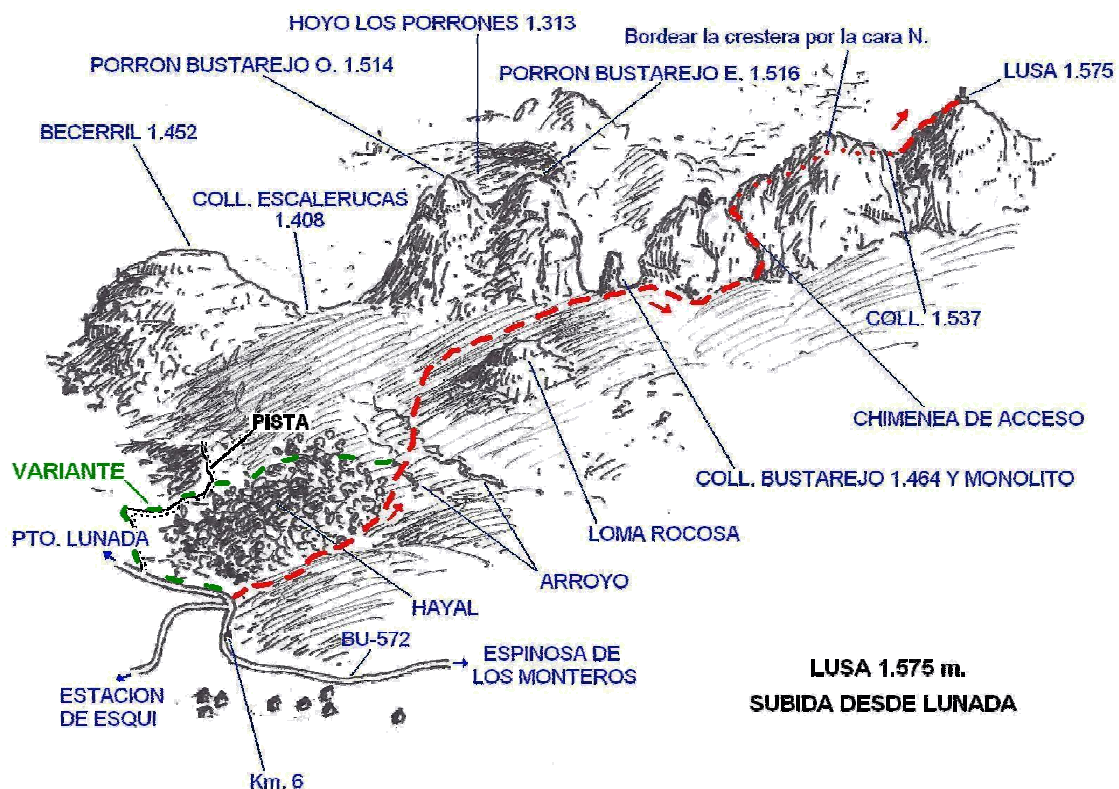 HOYO LOS PORRONES 1.313
Bordear la crestera por la cara N.
PORRON BUSTAREJO O. 1.514
PORRON BUSTAREJO E. 1.516
LUSA 1.575
BECERRIL 1.452
COLL. ESCALERUCAS
1.408
COLL. 1.537
CHIMENEA DE ACCESO
PISTA
VARIANTE
COLL. BUSTAREJO 1.464 Y MONOLITO
PTO. LUNADA
LOMA ROCOSA
ARROYO
HAYAL
BU-572
ESPINOSA DE
LOS MONTEROS
ESTACION
DE ESQUI
LUSA 1.575 m.
SUBIDA DESDE LUNADA
Km. 6